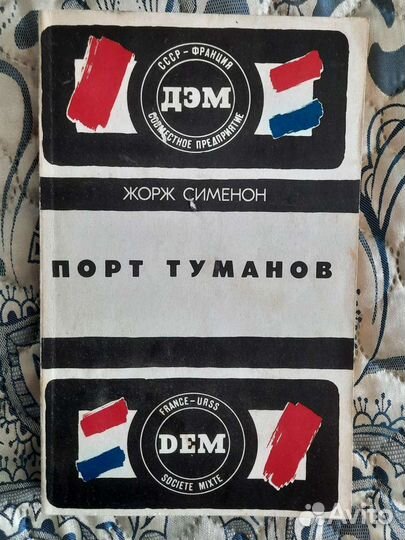 СССР – ФРАНЦИЯ
ДЭМ
СОВМЕСТНОЕ ПРЕДПРИЯТИЕ
ЖОРЖ СИМЕНОН
ПОРТ ТУМАНОВ
FRANCE – URSS
DEM
SOCIETE MIXTE
Avito